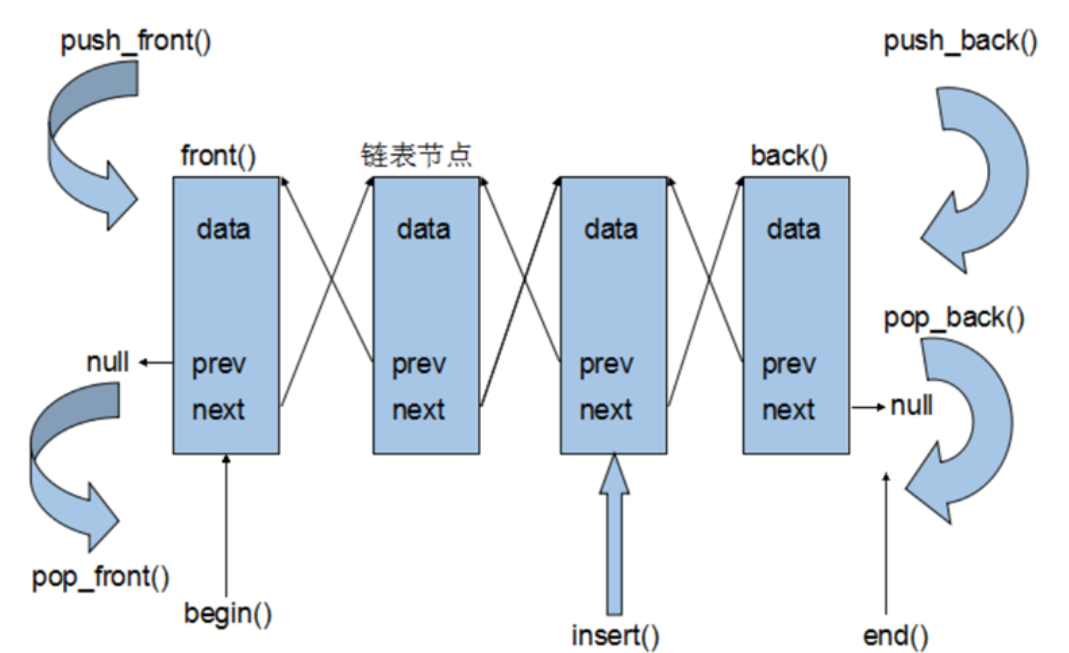 push_front()
push_back()
front()
链表节点
back()
data
data
data
data
pop_back()
null
prev
prev
prev
prev
next
next
next
next
null
pop_front()
begin()
insert()
end()